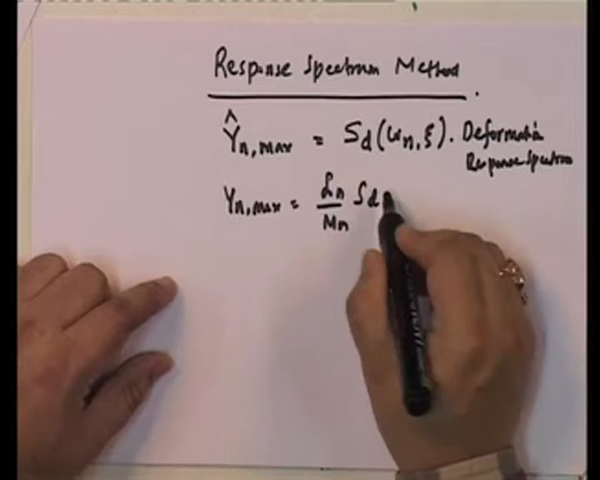 Response Spectrum Method
Ŷn,max = Sd(ωn,ξ). Deformation
Response Spectrum
Yn,max = Ln/Mn Sd